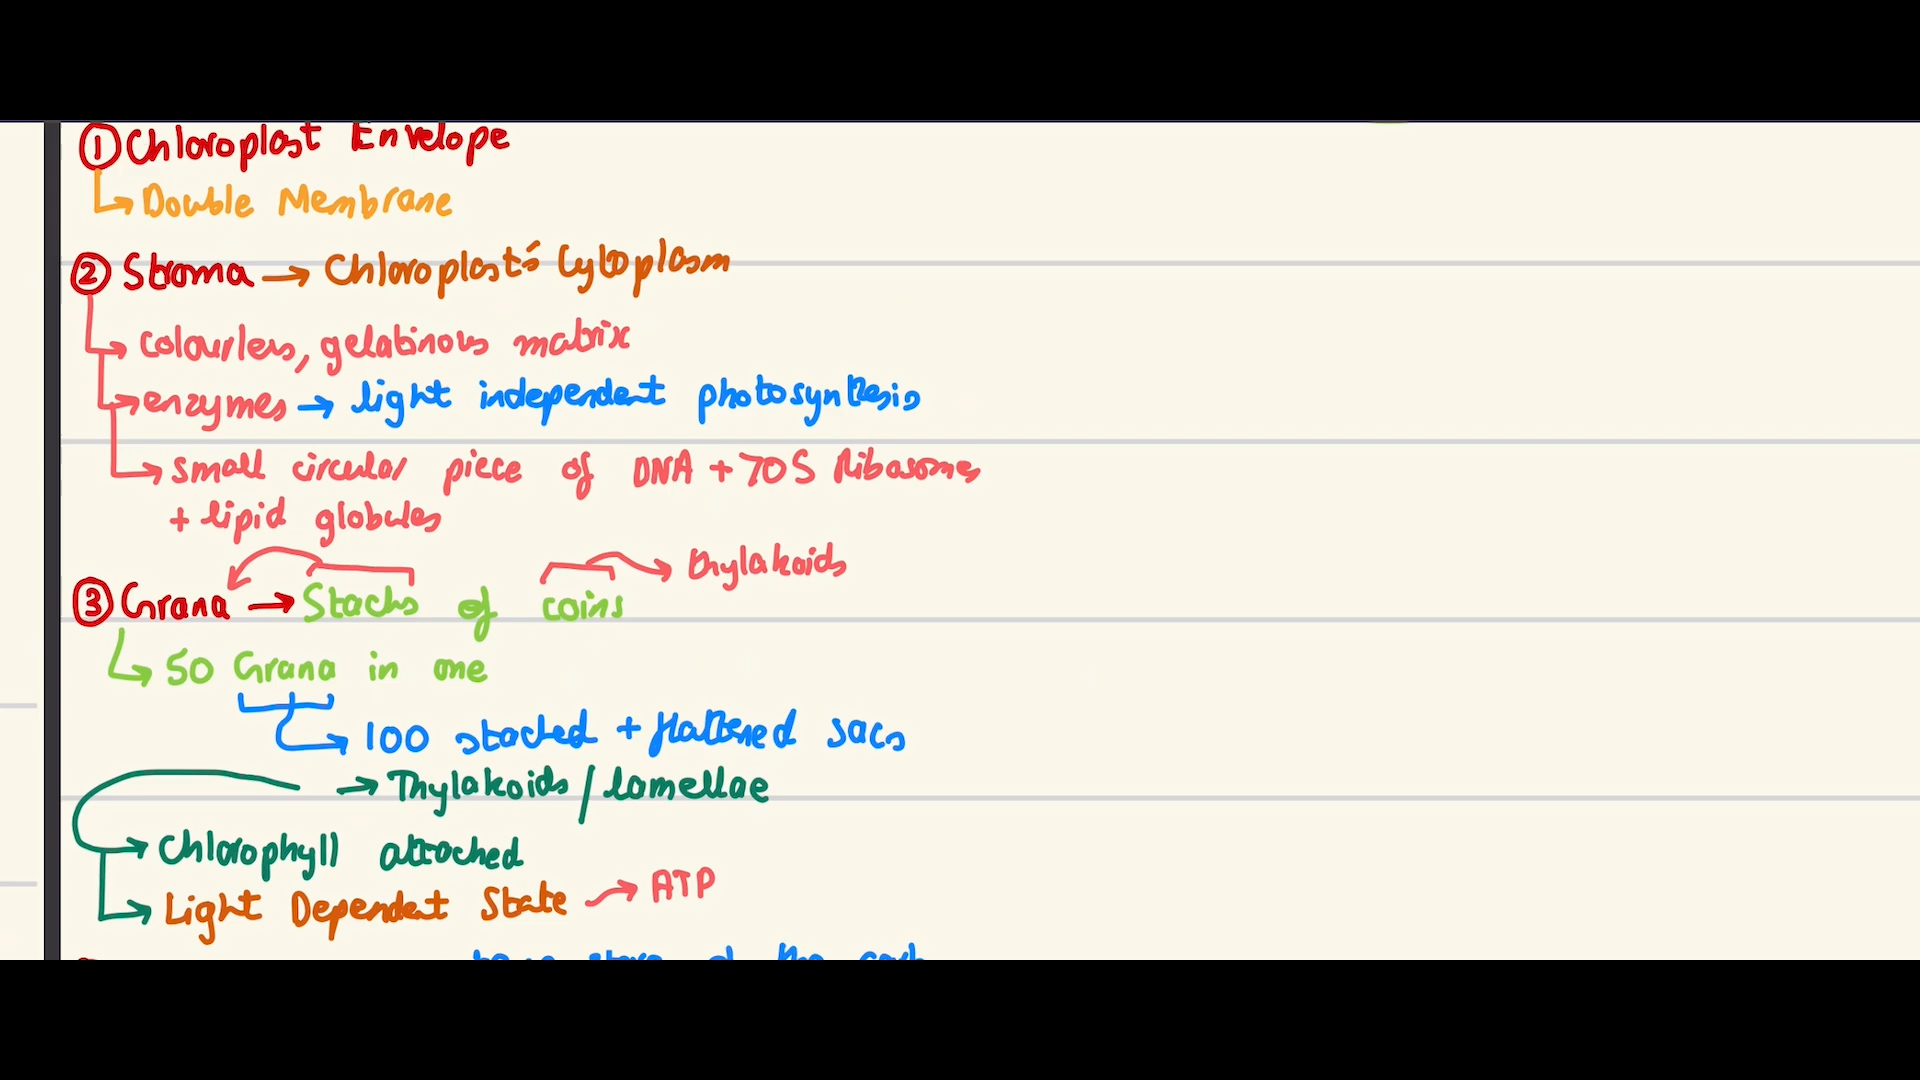 ① Chloroplast Envelope
↳ Double Membrane
② Stroma → Chloroplast's Cytoplasm
→ colourless, gelatinous matrix
→ enzymes → light independent photosynthesis
→ small circular piece of DNA + 70S Ribosomes
+ lipid globules
→ thylakoids
③ Grana → Stacks of coins
↳ 50 Grana in one
→ 100 stacked + flattened sacs
→ Thylakoids / lamellae
→ Chlorophyll attached
→ Light Dependent State → ATP